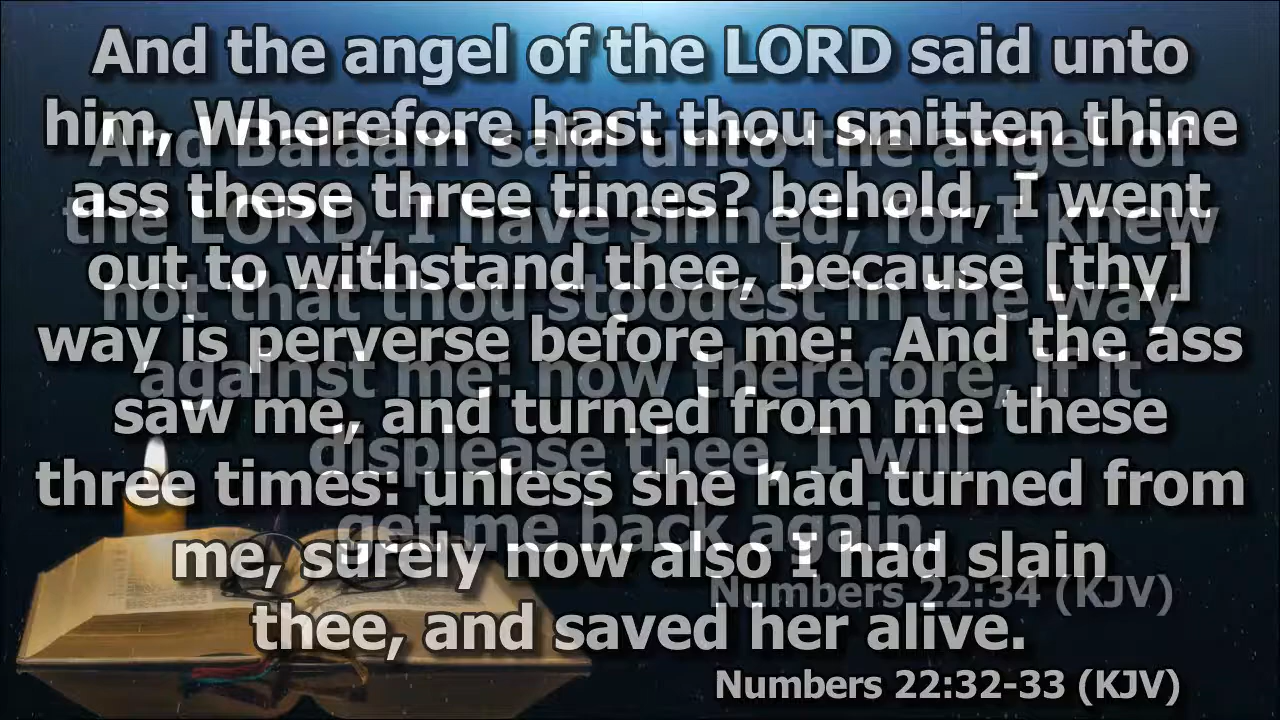 And the angel of the LORD said unto
him, Wherefore hast thou smitten thine
ass these three times? behold, I went
out to withstand thee, because [thy]
way is perverse before me:  And the ass
saw me, and turned from me these
three times: unless she had turned from
me, surely now also I had slain
thee, and saved her alive.
Numbers 22:32-33 (KJV)
And Balaam said unto the angel of
the LORD, I have sinned; for I knew
not that thou stoodest in the way
against me: now therefore, if it
displease thee, I will
get me back again.
Numbers 22:34 (KJV)